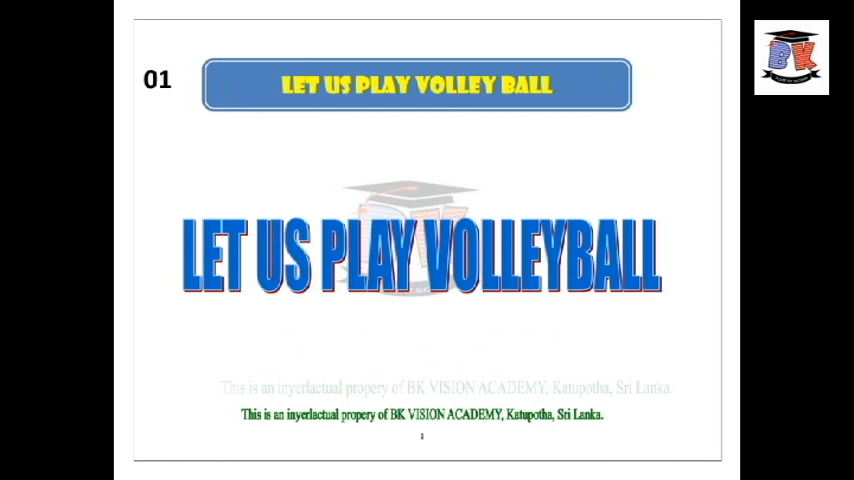 01
LET US PLAY VOLLEY BALL
BK
LET US PLAY VOLLEYBALL
This is an inyerlactual propery of BK VISION ACADEMY, Katupotha, Sri Lanka.
This is an inyerlactual propery of BK VISION ACADEMY, Katupotha, Sri Lanka.
1